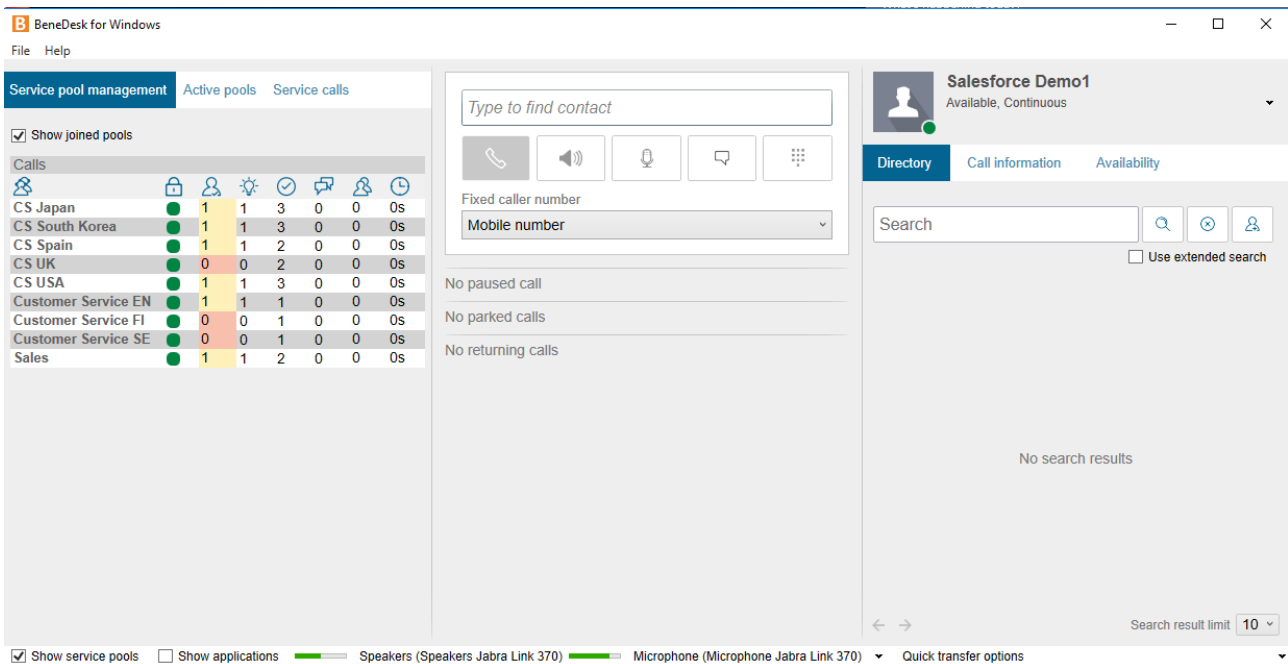 BeneDesk for Windows
File Help
Service pool management Active pools Service calls
Show joined pools
Calls
CS Japan 1 1 3 0 0 0s
CS South Korea 1 1 3 0 0 0s
CS Spain 1 1 2 0 0 0s
CS UK 0 0 2 0 0 0s
CS USA 1 1 3 0 0 0s
Customer Service EN 1 1 1 0 0 0s
Customer Service FI 0 0 1 0 0 0s
Customer Service SE 0 0 1 0 0 0s
Sales 1 1 2 0 0 0s
Type to find contact
Fixed caller number
Mobile number
No paused call
No parked calls
No returning calls
Salesforce Demo1
Available, Continuous
Directory Call information Availability
Search
Use extended search
No search results
Search result limit 10
Show service pools Show applications Speakers (Speakers Jabra Link 370) Microphone (Microphone Jabra Link 370) Quick transfer options